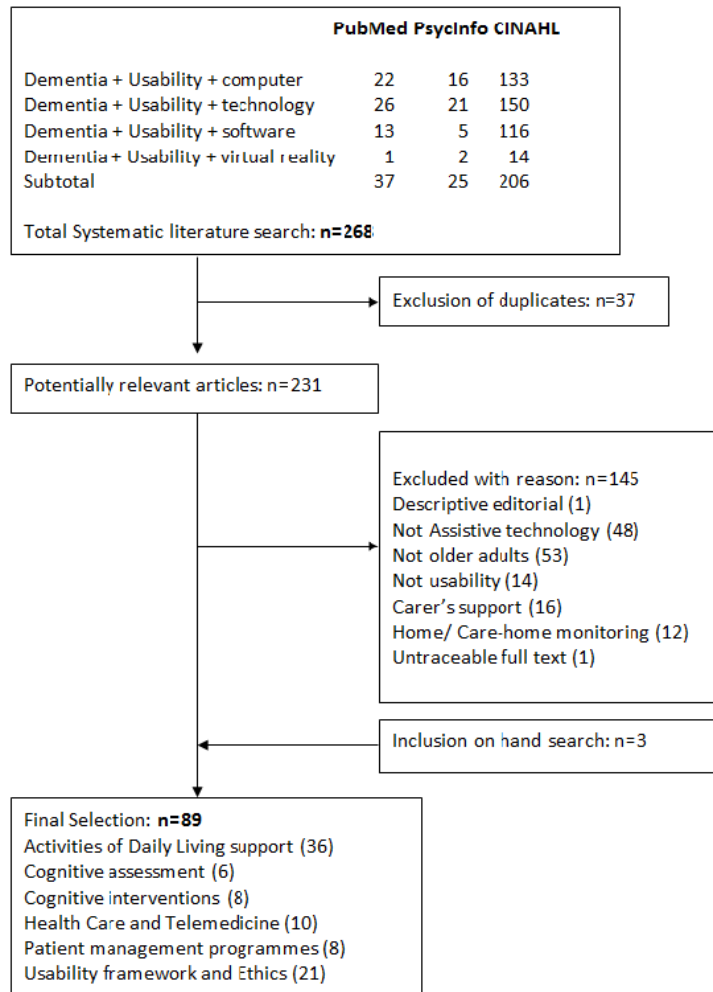 PubMed PsycInfo CINAHL
Dementia + Usability + computer 22 16 133
Dementia + Usability + technology 26 21 150
Dementia + Usability + software 13 5 116
Dementia + Usability + virtual reality 1 2 14
Subtotal 37 25 206
Total Systematic literature search: n=268
Exclusion of duplicates: n=37
Potentially relevant articles: n=231
Excluded with reason: n=145
Descriptive editorial (1)
Not Assistive technology (48)
Not older adults (53)
Not usability (14)
Carer's support (16)
Home/ Care-home monitoring (12)
Untraceable full text (1)
Inclusion on hand search: n=3
Final Selection: n=89
Activities of Daily Living support (36)
Cognitive assessment (6)
Cognitive interventions (8)
Health Care and Telemedicine (10)
Patient management programmes (8)
Usability framework and Ethics (21)